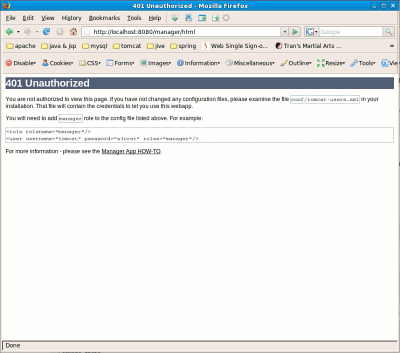 401 Unauthorized - Mozilla Firefox
File Edit View History Bookmarks Tools Help
http://localhost:8080/manager/html
Google
apache java & jsp mysql tomcat jive spring Web Single Sign-o... Tran's Martial Arts ...
Disable Cookies CSS Forms Images Information Miscellaneous Outline Resize Tools
401 Unauthorized
You are not authorized to view this page. If you have not changed any configuration files, please examine the file conf/tomcat-users.xml in your
installation. That file will contain the credentials to let you use this webapp.
You will need to add manager role to the config file listed above. For example:
<role rolename="manager"/>
<user username="tomcat" password="s3cret" roles="manager"/>
For more information - please see the Manager App HOW-TO.
Done